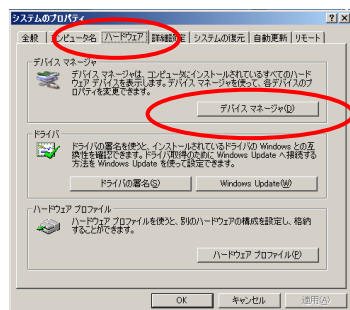 システムのプロパティ
全般 コンピュータ名 ハードウェア 詳細設定 システムの復元 自動更新 リモート
デバイス マネージャ
デバイス マネージャは、コンピュータにインストールされているすべてのハード
ウェア デバイスを表示します。デバイス マネージャを使って、各デバイスのプ
ロパティを変更できます。
デバイス マネージャ(D)
ドライバ
ドライバの署名を使うと、インストールされているドライバの Windows との互
換性を確認できます。ドライバ取得のために Windows Update へ接続する
方法を Windows Update を使って設定できます。
ドライバの署名(S)
Windows Update(W)
ハードウェア プロファイル
ハードウェア プロファイルを使うと、別のハードウェアの構成を設定し、格納
することができます。
ハードウェア プロファイル(P)
OK
キャンセル
適用(A)